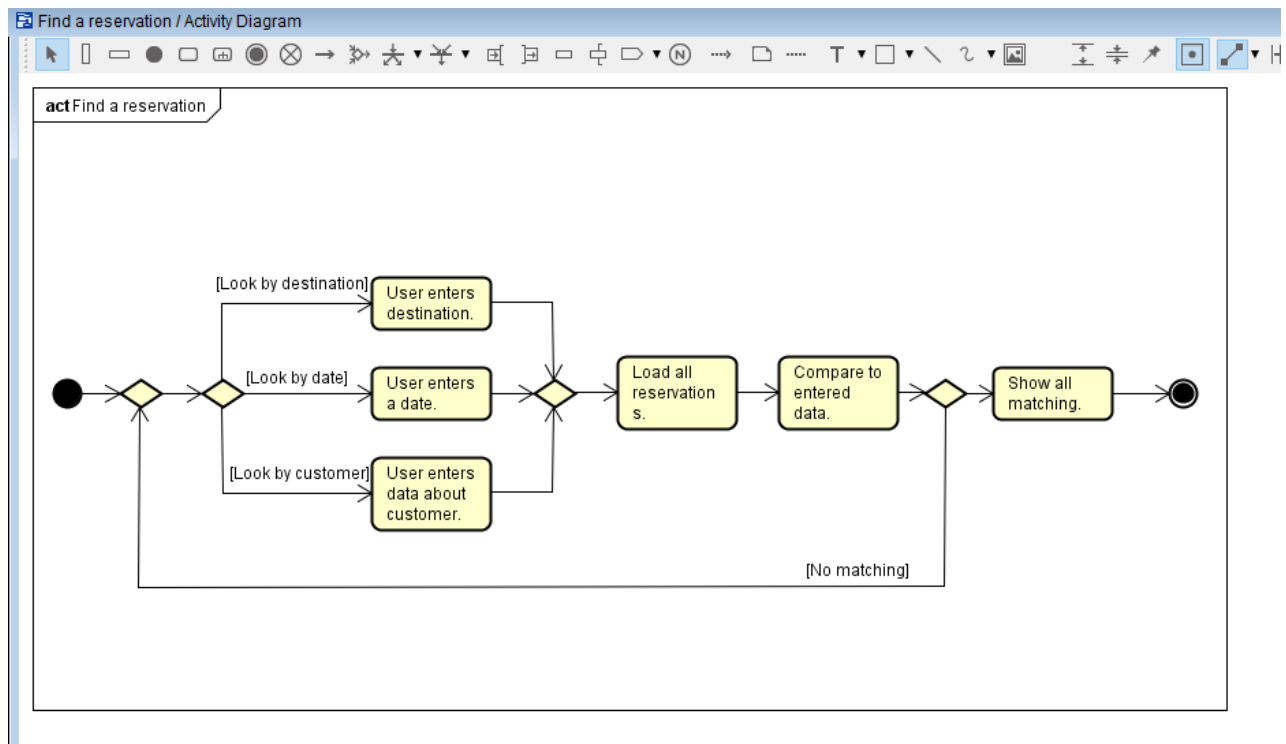 Find a reservation / Activity Diagram
N
T
act Find a reservation
[Look by destination]
User enters
destination.
[Look by date]
User enters
a date.
[Look by customer]
User enters
data about
customer.
Load all
reservation
s.
Compare to
entered
data.
Show all
matching.
[No matching]